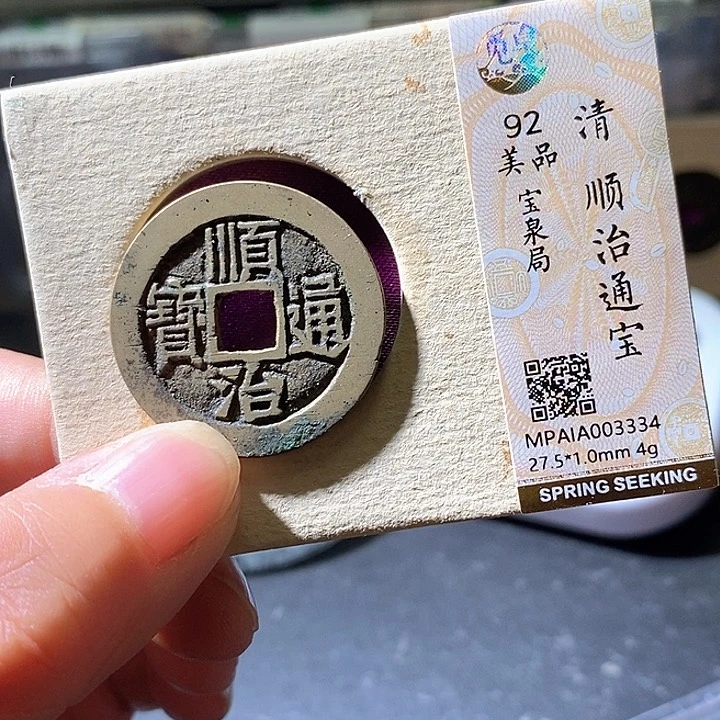 順治通寶
清 顺治通宝
92
美品 宝泉局
MPAIA003334
27.5*1.0mm 4g
SPRING SEEKING